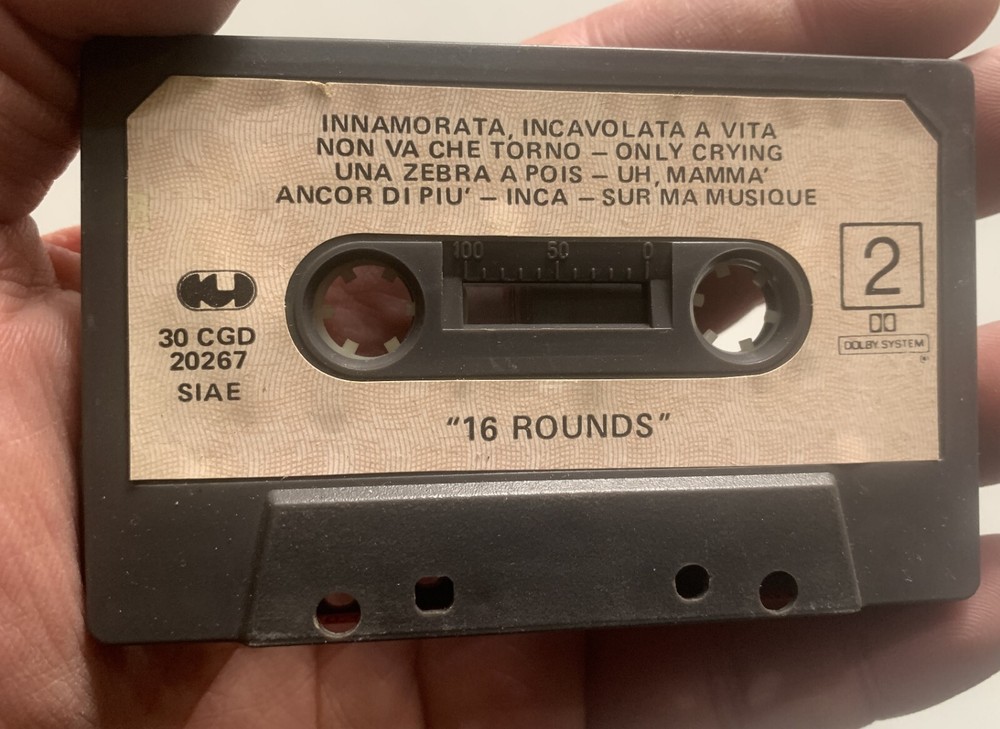 INNAMORATA, INCAVOLATA A VITA
NON VA CHE TORNO – ONLY CRYING
UNA ZEBRA A POIS – UH, MAMMA'
ANCOR DI PIU' – INCA – SUR MA MUSIQUE
100 50 0
2
DOLBY SYSTEM
30 CGD
20267
SIAE
"16 ROUNDS"